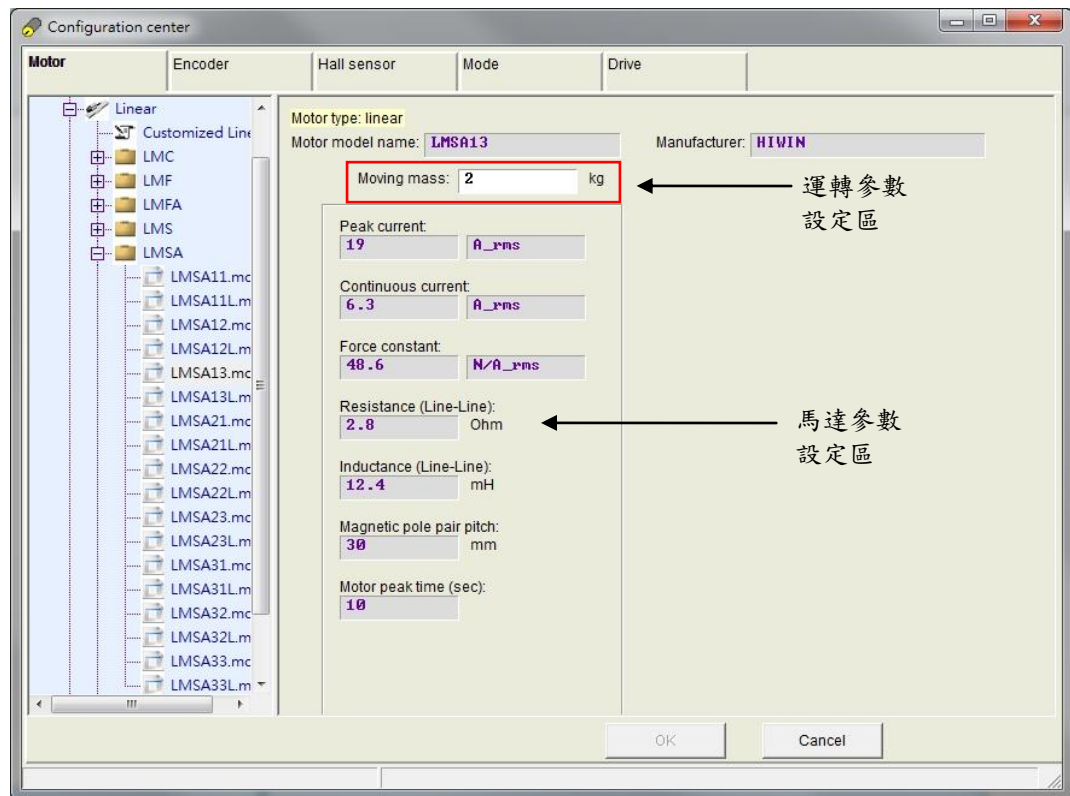 Configuration center
Motor
Encoder
Hall sensor
Mode
Drive
Linear
Customized Line
LMC
LMF
LMFA
LMS
LMSA
LMSA11.mc
LMSA11L.m
LMSA12.mc
LMSA12L.m
LMSA13.mc
LMSA13L.m
LMSA21.mc
LMSA21L.m
LMSA22.mc
LMSA22L.m
LMSA23.mc
LMSA23L.m
LMSA31.mc
LMSA31L.m
LMSA32.mc
LMSA32L.m
LMSA33.mc
LMSA33L.m
Motor type: linear
Motor model name: LMSA13 Manufacturer: HIWIN
Moving mass: 2 kg
運轉參數
設定區
Peak current:
19 A_rms
Continuous current:
6.3 A_rms
Force constant:
48.6 N/A_rms
Resistance (Line-Line):
2.8 Ohm
馬達參數
設定區
Inductance (Line-Line):
12.4 mH
Magnetic pole pair pitch:
30 mm
Motor peak time (sec):
10
OK Cancel